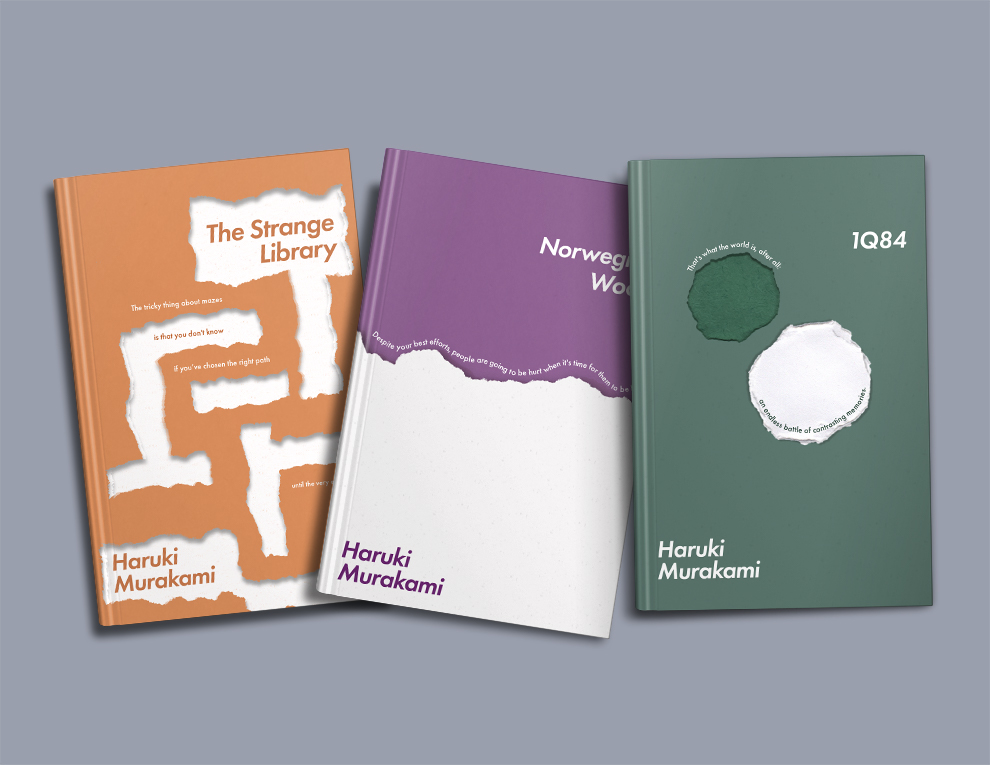 The Strange
Library
The tricky thing about mazes
is that you don't know
if you've chosen the right path
until the very
Haruki
Murakami
Norweg
Wo
Despite your best efforts, people are going to be hurt when it's time for them to be
Haruki
Murakami
1Q84
That's what the world is, after all:
an endless battle of contrasting memories.
Haruki
Murakami